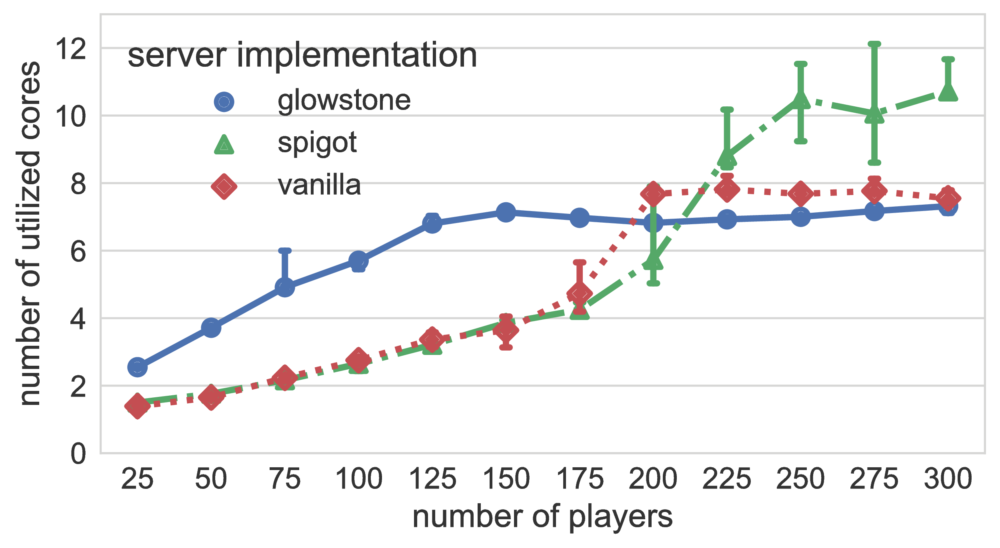 number of utilized cores
12
10
8
6
4
2
0
server implementation
glowstone
spigot
vanilla
25 50 75 100 125 150 175 200 225 250 275 300
number of players